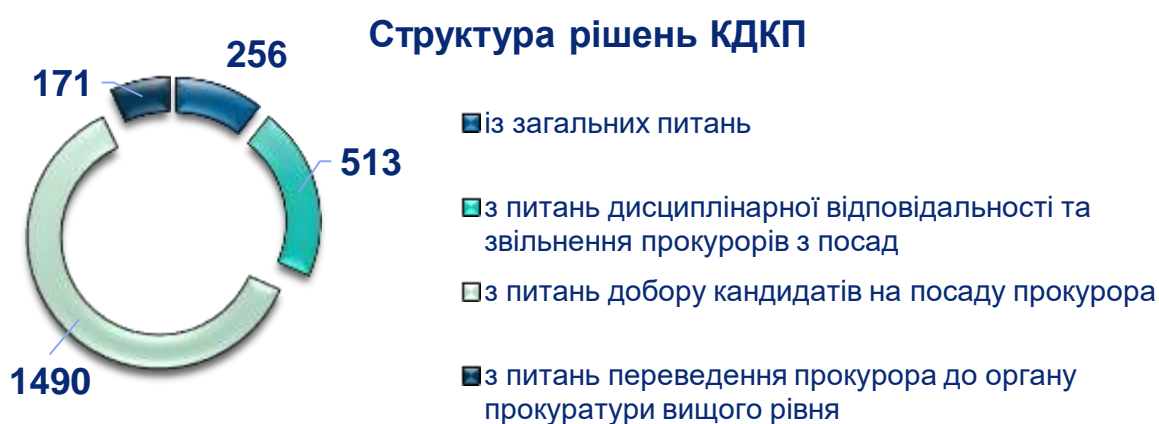 Структура рішень КДКП
256
171
513
1490
із загальних питань
з питань дисциплінарної відповідальності та
звільнення прокурорів з посад
з питань добору кандидатів на посаду прокурора
з питань переведення прокурора до органу
прокуратури вищого рівня